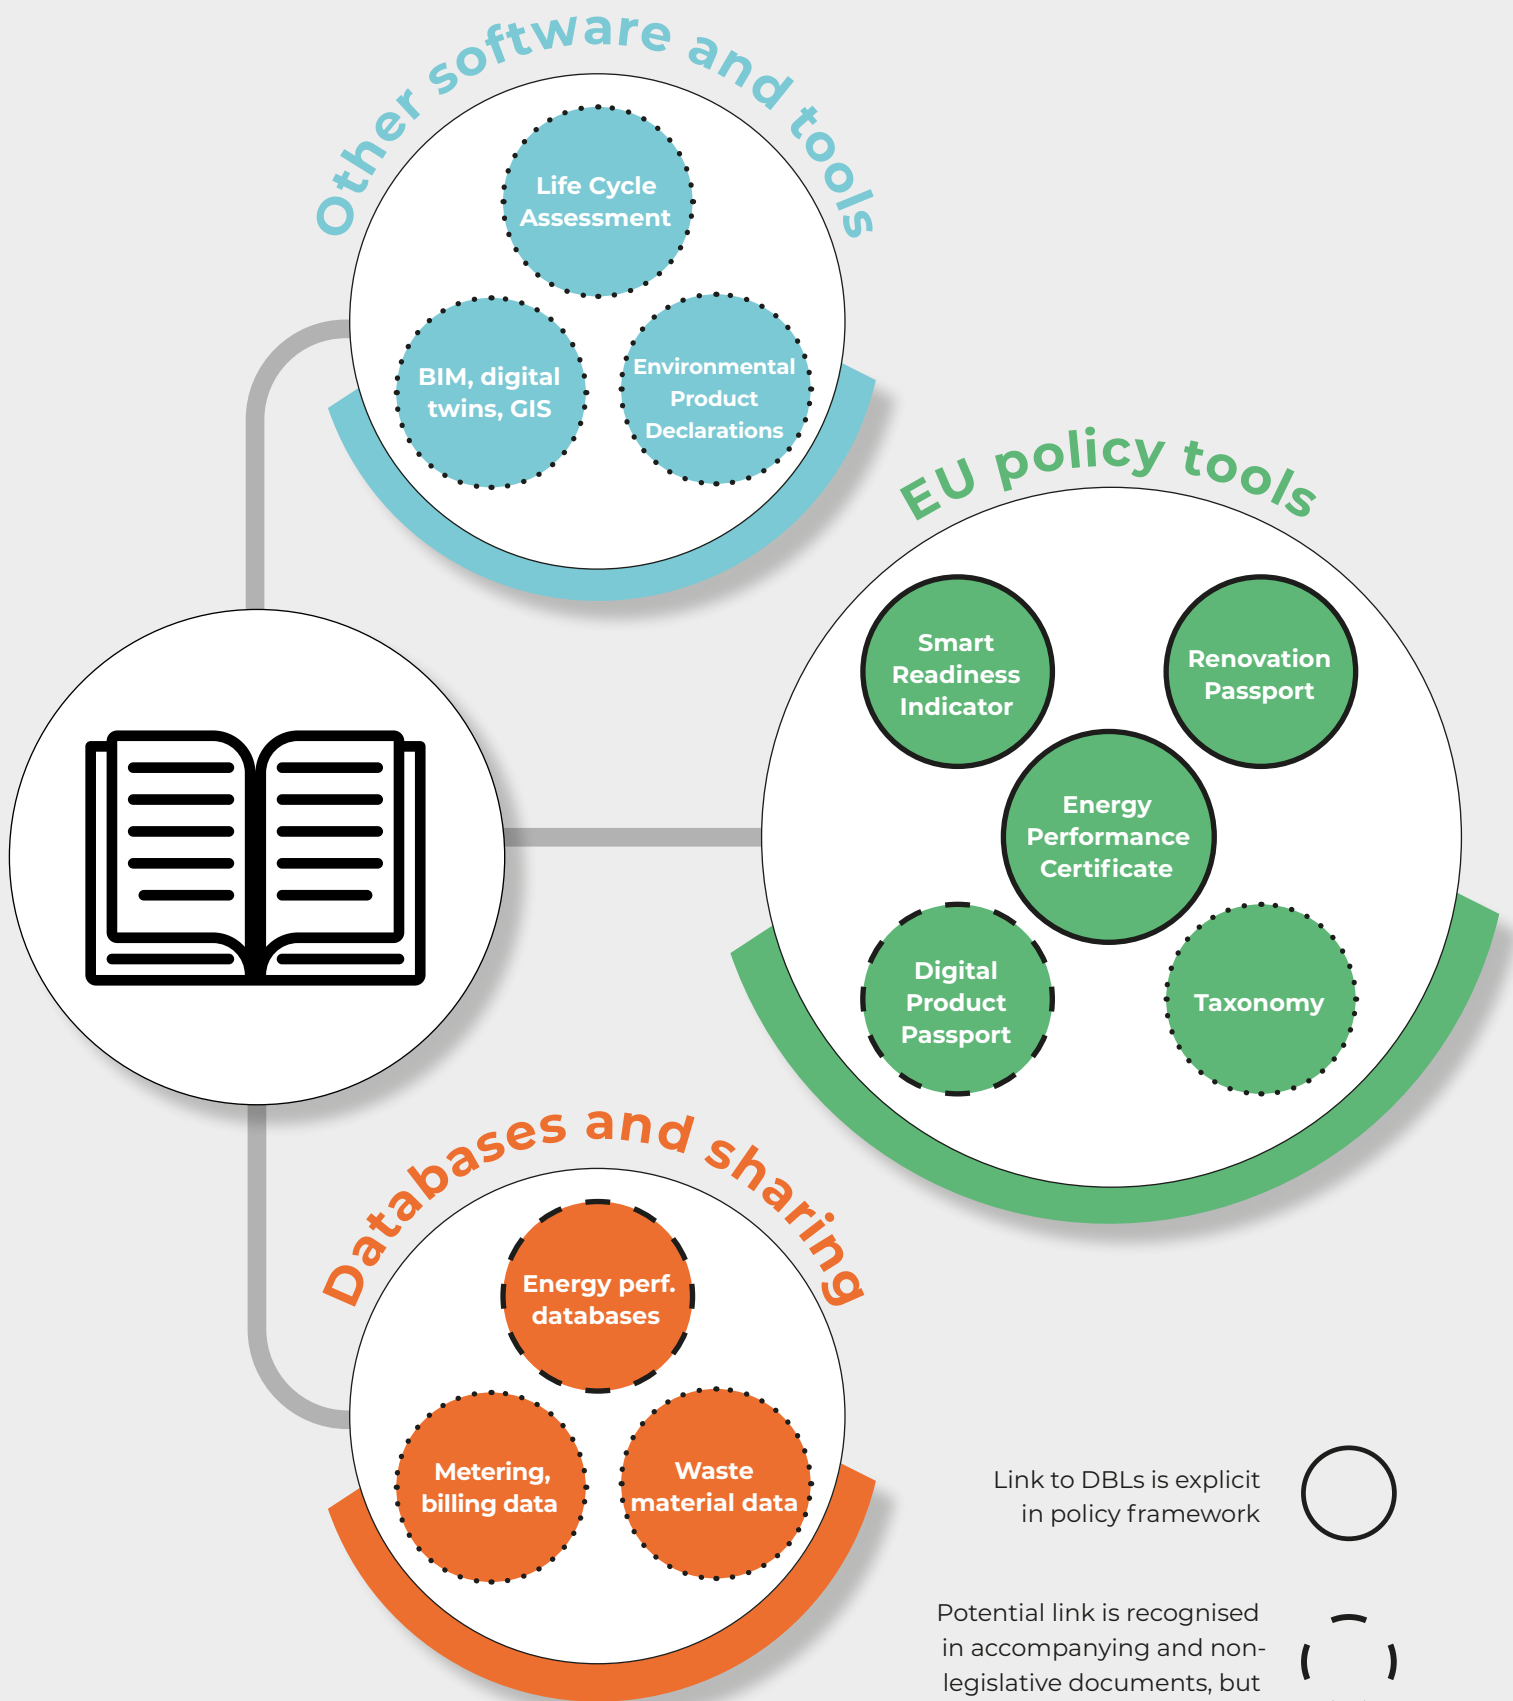 Other software and tools
Life Cycle
Assessment
BIM, digital
twins, GIS
Environmental
Product
Declarations
EU policy tools
Smart
Readiness
Indicator
Renovation
Passport
Energy
Performance
Certificate
Digital
Product
Passport
Taxonomy
Databases and sharing
Energy perf.
databases
Metering,
billing data
Waste
material data
Link to DBLs is explicit
in policy framework
Potential link is recognised
in accompanying and non-
legislative documents, but